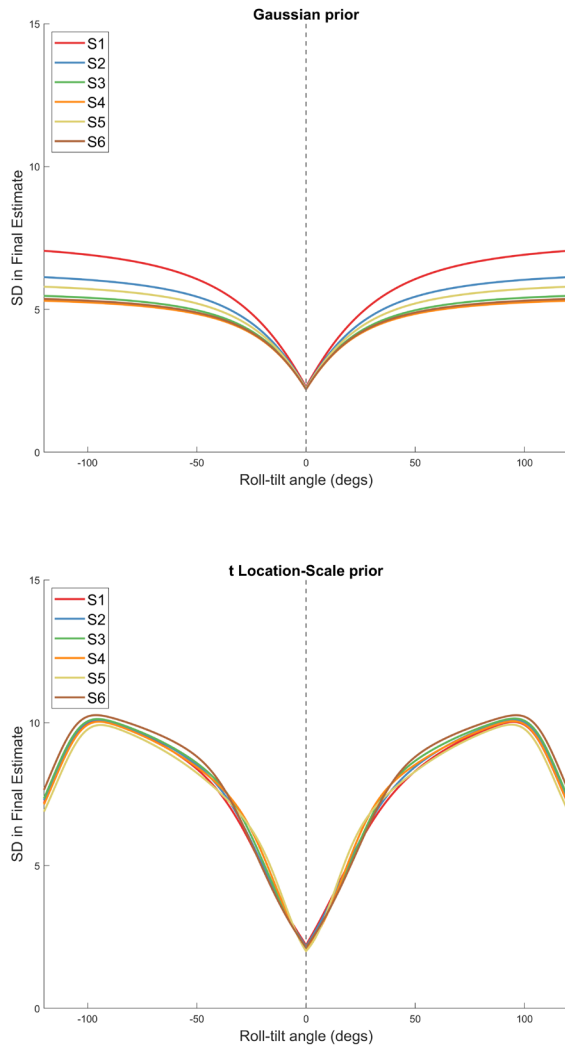 Gaussian prior
15
S1
S2
S3
S4
S5
S6
10
5
0
SD in Final Estimate
-100 -50 0 50 100
Roll-tilt angle (degs)
t Location-Scale prior
15
S1
S2
S3
S4
S5
S6
10
5
0
SD in Final Estimate
-100 -50 0 50 100
Roll-tilt angle (degs)